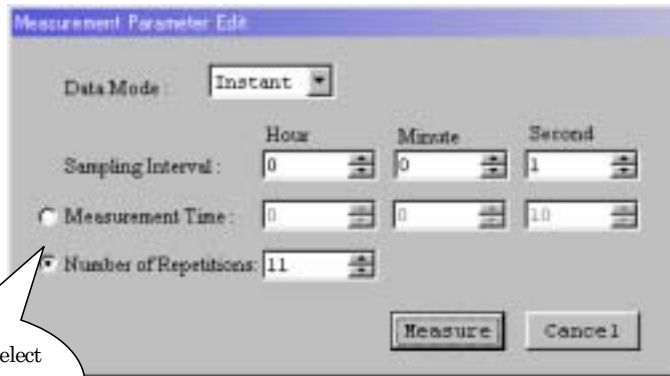 Measurement Parameter Edit
Data Mode : Instant
Hour Minute Second
Sampling Interval : 0 0 1
Measurement Time : 0 0 10
Number of Repetitions: 11
Measure Cancel
elect